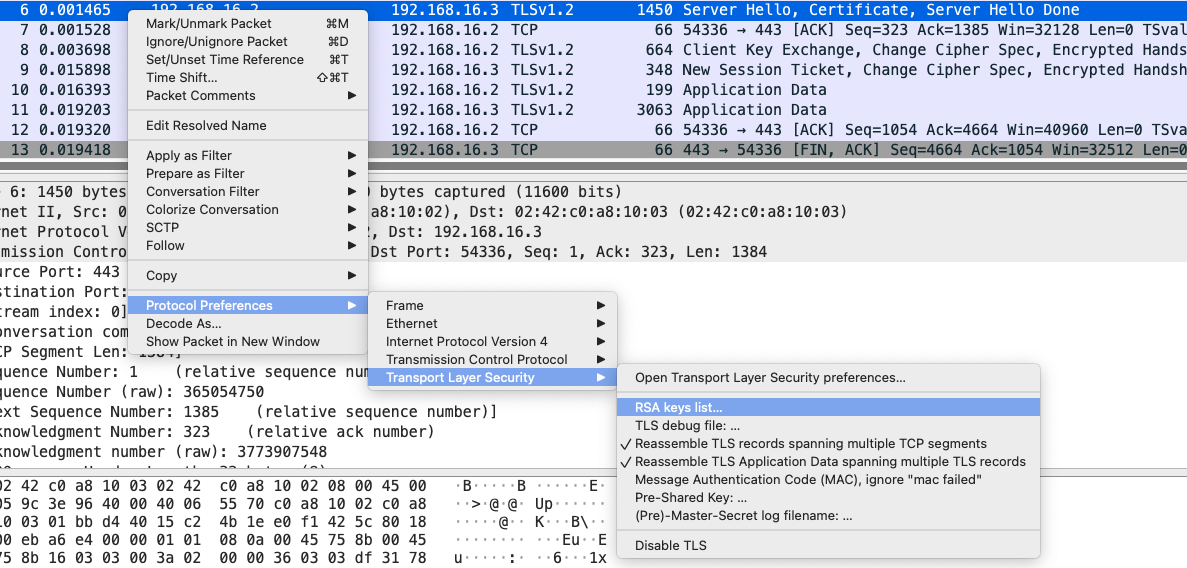 6 0.001465 192.168.16.2 192.168.16.3 TLSv1.2 1450 Server Hello, Certificate, Server Hello Done
7 0.001528 192.168.16.2 TCP 66 54336 → 443 [ACK] Seq=323 Ack=1385 Win=32128 Len=0 TSval
8 0.003698 192.168.16.2 TLSv1.2 664 Client Key Exchange, Change Cipher Spec, Encrypted Hands
9 0.015898 192.168.16.3 TLSv1.2 348 New Session Ticket, Change Cipher Spec, Encrypted Handsh
10 0.016393 192.168.16.2 TLSv1.2 199 Application Data
11 0.019203 192.168.16.3 TLSv1.2 3063 Application Data
12 0.019320 192.168.16.2 TCP 66 54336 → 443 [ACK] Seq=1054 Ack=4664 Win=40960 Len=0 TSv
13 0.019418 192.168.16.3 TCP 66 443 → 54336 [FIN, ACK] Seq=4664 Ack=1054 Win=32512 Len=0
Mark/Unmark Packet ⌘M
Ignore/Unignore Packet ⌘D
Set/Unset Time Reference ⌘T
Time Shift... ⇧⌘T
Packet Comments
Edit Resolved Name
Apply as Filter
Prepare as Filter
Conversation Filter
Colorize Conversation
SCTP
Follow
Copy
Protocol Preferences
Decode As...
Show Packet in New Window
Frame
Ethernet
Internet Protocol Version 4
Transmission Control Protocol
Transport Layer Security
Open Transport Layer Security preferences...
RSA keys list...
TLS debug file: ...
✓ Reassemble TLS records spanning multiple TCP segments
✓ Reassemble TLS Application Data spanning multiple TLS records
Message Authentication Code (MAC), ignore "mac failed"
Pre-Shared Key: ...
(Pre)-Master-Secret log filename: ...
Disable TLS
6: 1450 bytes bytes captured (11600 bits)
rnet II, Src: 0 a8:10:02), Dst: 02:42:c0:a8:10:03 (02:42:c0:a8:10:03)
rnet Protocol V 2, Dst: 192.168.16.3
mission Contro Dst Port: 54336, Seq: 1, Ack: 323, Len: 1384
urce Port: 443
stination Port:
tream index: 0]
onversation com
CP Segment Len: 1384]
quence Number: 1 (relative sequence num
quence Number (raw): 365054750
ext Sequence Number: 1385 (relative sequence number)]
knowledgment Number: 323 (relative ack number)
knowledgment number (raw): 3773907548
02 42 c0 a8 10 03 02 42 c0 a8 10 02 08 00 45 00 ·B·····B ······E·
05 9c 3e 96 40 00 40 06 55 70 c0 a8 10 02 c0 a8 ··>·@·@· Up······
10 03 01 bb d4 40 15 c2 4b 1e e0 f1 42 5c 80 18 ·····@·· K···B\··
00 eb a6 e4 00 00 01 01 08 0a 00 45 75 8b 00 45 ········ ···Eu··E
75 8b 16 03 03 00 3a 02 00 00 36 03 03 df 31 78 u·····:· ··6···1x